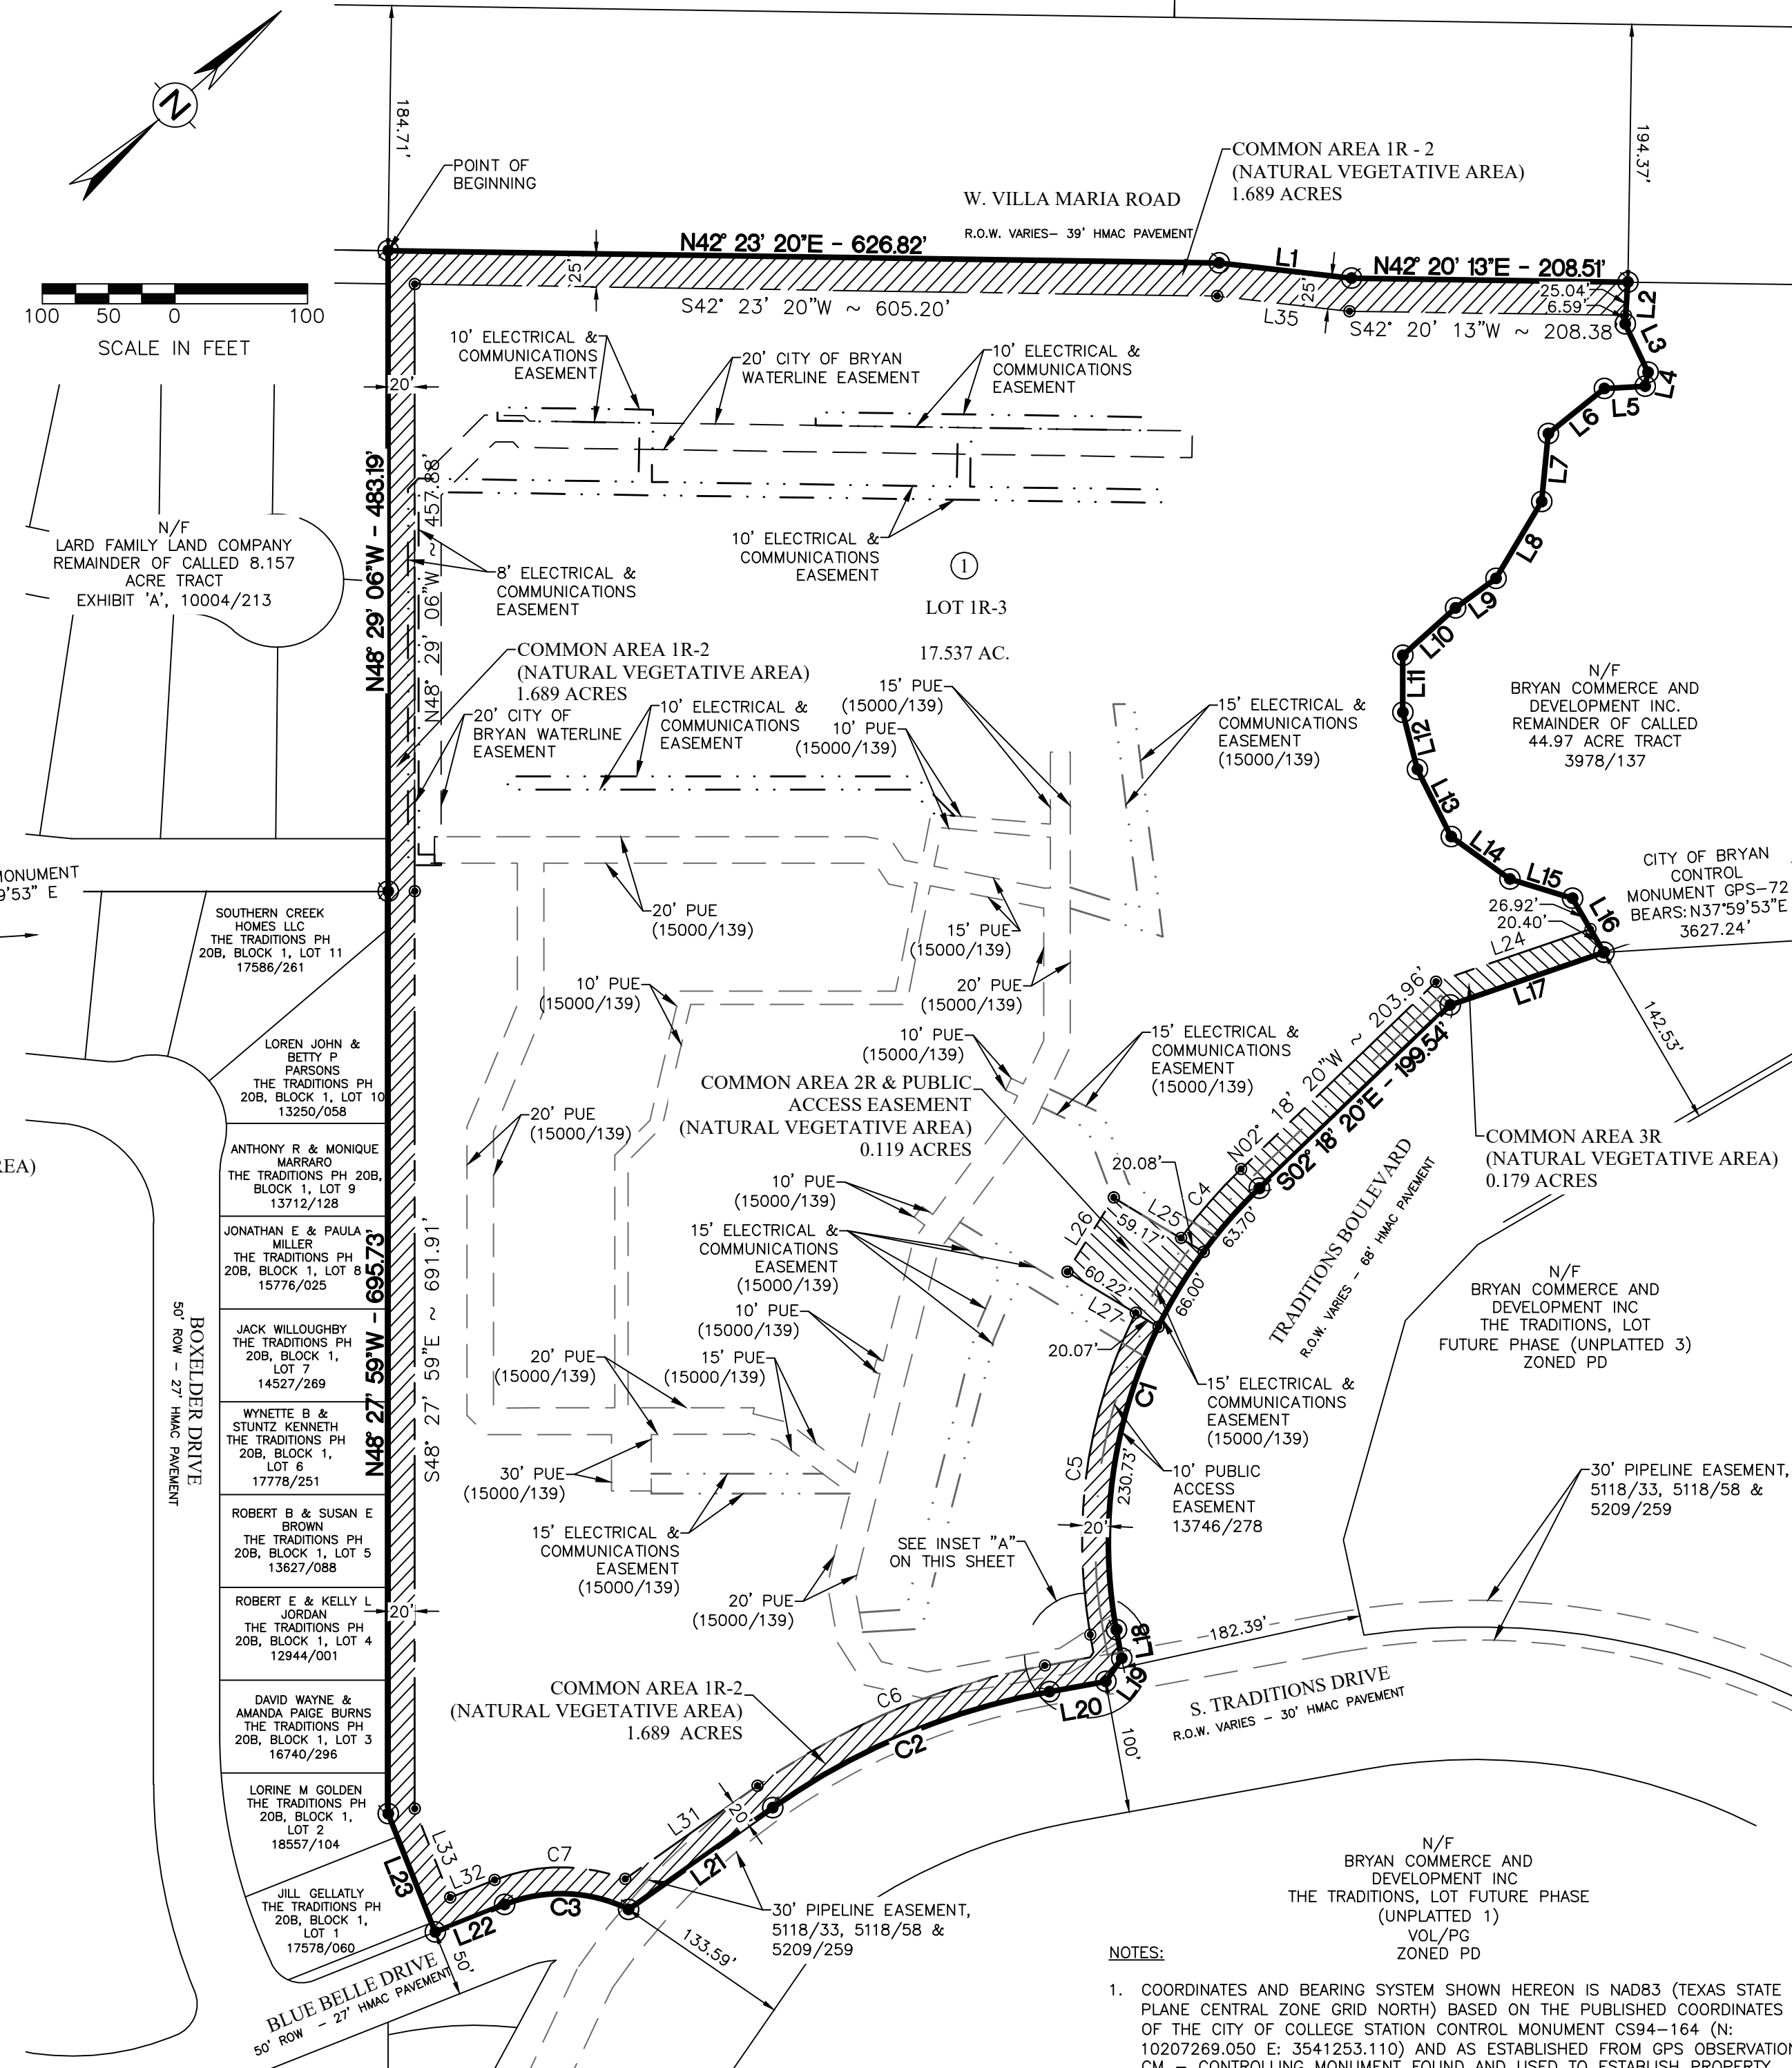 184.71'
194.37'
N
POINT OF
BEGINNING
W. VILLA MARIA ROAD
R.O.W. VARIES– 39' HMAC PAVEMENT
COMMON AREA 1R - 2
(NATURAL VEGETATIVE AREA)
1.689 ACRES
N42° 23' 20"E - 626.82'
L1
N42° 20' 13"E - 208.51'
25'
S42° 23' 20"W ~ 605.20'
25'
L35
S42° 20' 13"W ~ 208.38'
25.04'
6.59'
L2
L3
L4
L5
L6
L7
L8
L9
L10
L11
L12
L13
L14
L15
L16
100 50 0 100
SCALE IN FEET
10' ELECTRICAL &
COMMUNICATIONS
EASEMENT
20' CITY OF BRYAN
WATERLINE EASEMENT
10' ELECTRICAL &
COMMUNICATIONS
EASEMENT
20'
N48° 29' 06"W - 483.19'
N48° 29' 06"W ~ 457.88'
N/F
LARD FAMILY LAND COMPANY
REMAINDER OF CALLED 8.157
ACRE TRACT
EXHIBIT 'A', 10004/213
10' ELECTRICAL &
COMMUNICATIONS
EASEMENT
8' ELECTRICAL &
COMMUNICATIONS
EASEMENT
1
LOT 1R-3
17.537 AC.
COMMON AREA 1R-2
(NATURAL VEGETATIVE AREA)
1.689 ACRES
20' CITY OF
BRYAN WATERLINE
EASEMENT
10' ELECTRICAL &
COMMUNICATIONS
EASEMENT
15' PUE
(15000/139)
10' PUE
(15000/139)
15' ELECTRICAL &
COMMUNICATIONS
EASEMENT
(15000/139)
N/F
BRYAN COMMERCE AND
DEVELOPMENT INC.
REMAINDER OF CALLED
44.97 ACRE TRACT
3978/137
MONUMENT
9'53" E
CITY OF BRYAN
CONTROL
MONUMENT GPS–72
BEARS: N37°59'53"E
3627.24'
26.92'
20.40'
L24
L17
142.53'
SOUTHERN CREEK
HOMES LLC
THE TRADITIONS PH
20B, BLOCK 1, LOT 11
17586/261
20' PUE
(15000/139)
15' PUE
(15000/139)
10' PUE
(15000/139)
20' PUE
(15000/139)
10' PUE
(15000/139)
15' ELECTRICAL &
COMMUNICATIONS
EASEMENT
(15000/139)
N02° 18' 20"W ~ 203.96'
S02° 18' 20"E - 199.54'
LOREN JOHN &
BETTY P
PARSONS
THE TRADITIONS PH
20B, BLOCK 1, LOT 10
13250/058
COMMON AREA 2R & PUBLIC
ACCESS EASEMENT
(NATURAL VEGETATIVE AREA)
0.119 ACRES
20' PUE
(15000/139)
COMMON AREA 3R
(NATURAL VEGETATIVE AREA)
0.179 ACRES
EA)
ANTHONY R & MONIQUE
MARRARO
THE TRADITIONS PH 20B,
BLOCK 1, LOT 9
13712/128
10' PUE
(15000/139)
15' ELECTRICAL &
COMMUNICATIONS
EASEMENT
(15000/139)
20.08'
C4
L25
59.17'
L26
63.70'
60.22'
L27
66.00'
20.07'
TRADITIONS BOULEVARD
R.O.W. VARIES – 68' HMAC PAVEMENT
JONATHAN E & PAULA
MILLER
THE TRADITIONS PH
20B, BLOCK 1, LOT 8
15776/025
N48° 27' 59"W - 695.73'
S48° 27' 59"E ~ 691.91'
N/F
BRYAN COMMERCE AND
DEVELOPMENT INC
THE TRADITIONS, LOT
FUTURE PHASE (UNPLATTED 3)
ZONED PD
JACK WILLOUGHBY
THE TRADITIONS PH
20B, BLOCK 1,
LOT 7
14527/269
BOXELDER DRIVE
50' ROW – 27' HMAC PAVEMENT
10' PUE
(15000/139)
20' PUE
(15000/139)
15' PUE
(15000/139)
15' ELECTRICAL &
COMMUNICATIONS
EASEMENT
(15000/139)
C1
C5
230.73'
WYNETTE B &
STUNTZ KENNETH
THE TRADITIONS PH
20B, BLOCK 1,
LOT 6
17778/251
30' PUE
(15000/139)
10' PUBLIC
ACCESS
EASEMENT
13746/278
30' PIPELINE EASEMENT,
5118/33, 5118/58 &
5209/259
ROBERT B & SUSAN E
BROWN
THE TRADITIONS PH
20B, BLOCK 1, LOT 5
13627/088
15' ELECTRICAL &
COMMUNICATIONS
EASEMENT
(15000/139)
SEE INSET "A"
ON THIS SHEET
20'
20'
ROBERT E & KELLY L
JORDAN
THE TRADITIONS PH
20B, BLOCK 1, LOT 4
12944/001
20' PUE
(15000/139)
L18
L19
L20
182.39'
S. TRADITIONS DRIVE
R.O.W. VARIES – 30' HMAC PAVEMENT
100'
DAVID WAYNE &
AMANDA PAIGE BURNS
THE TRADITIONS PH
20B, BLOCK 1, LOT 3
16740/296
COMMON AREA 1R-2
(NATURAL VEGETATIVE AREA)
1.689 ACRES
C6
C2
LORINE M GOLDEN
THE TRADITIONS PH
20B, BLOCK 1,
LOT 2
18557/104
L31
20'
L21
L33
L32
C7
L23
L22
C3
JILL GELLATLY
THE TRADITIONS PH
20B, BLOCK 1,
LOT 1
17578/060
30' PIPELINE EASEMENT,
5118/33, 5118/58 &
5209/259
133.59'
50'
BLUE BELLE DRIVE
50' ROW – 27' HMAC PAVEMENT
N/F
BRYAN COMMERCE AND
DEVELOPMENT INC
THE TRADITIONS, LOT FUTURE PHASE
(UNPLATTED 1)
VOL/PG
ZONED PD
NOTES:
1. COORDINATES AND BEARING SYSTEM SHOWN HEREON IS NAD83 (TEXAS STATE
PLANE CENTRAL ZONE GRID NORTH) BASED ON THE PUBLISHED COORDINATES
OF THE CITY OF COLLEGE STATION CONTROL MONUMENT CS94–164 (N:
10207269.050 E: 3541253.110) AND AS ESTABLISHED FROM GPS OBSERVATION
CM – CONTROLLING MONUMENT FOUND AND USED TO ESTABLISH PROPERTY